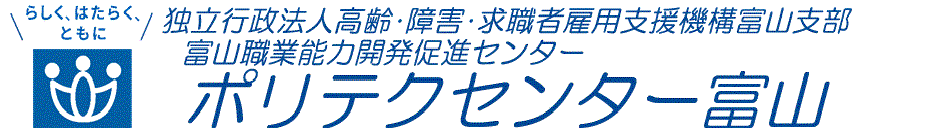 らしく、はたらく、
ともに
独立行政法人高齢・障害・求職者雇用支援機構富山支部
富山職業能力開発促進センター
ポリテクセンター富山